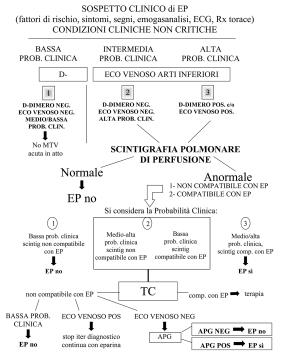 SOSPETTO CLINICO di EP
(fattori di rischio, sintomi, segni, emogasanalisi, ECG, Rx torace)
CONDIZIONI CLINICHE NON CRITICHE
BASSA
PROB. CLINICA
INTERMEDIA
PROB. CLINICA
ALTA
PROB. CLINICA
D-
ECO VENOSO ARTI INFERIORI
1
2
3
D-DIMERO NEG.
ECO VENOSO NEG.
MEDIO/BASSA
PROB. CLIN.
D-DIMERO NEG.
ECO VENOSO NEG.
ALTA PROB. CLIN.
D-DIMERO POS. e/o
ECO VENOSO POS.
No MTV
acuta in atto
SCINTIGRAFIA POLMONARE
DI PERFUSIONE
Normale
EP no
Anormale
1- NON COMPATIBILE CON EP
2- COMPATIBILE CON EP
Si considera la Probabilità Clinica:
1
Bassa prob. clinica
scintig non compatibile
con EP
EP no
2
Medio-alta
prob clinica
scintig non
compatibile con EP
Bassa
prob. clinica
scintig
compatibile con EP
3
Medio/alta
prob. clinica,
scintig comp.
con EP
EP si
TC
non compatibile con EP
comp. con EP
terapia
BASSA PROB.
CLINICA
EP no
ECO VENOSO POS
stop iter diagnostico
continua con eparina
ECO VENOSO NEG
APG
APG NEG
EP no
APG POS
EP si